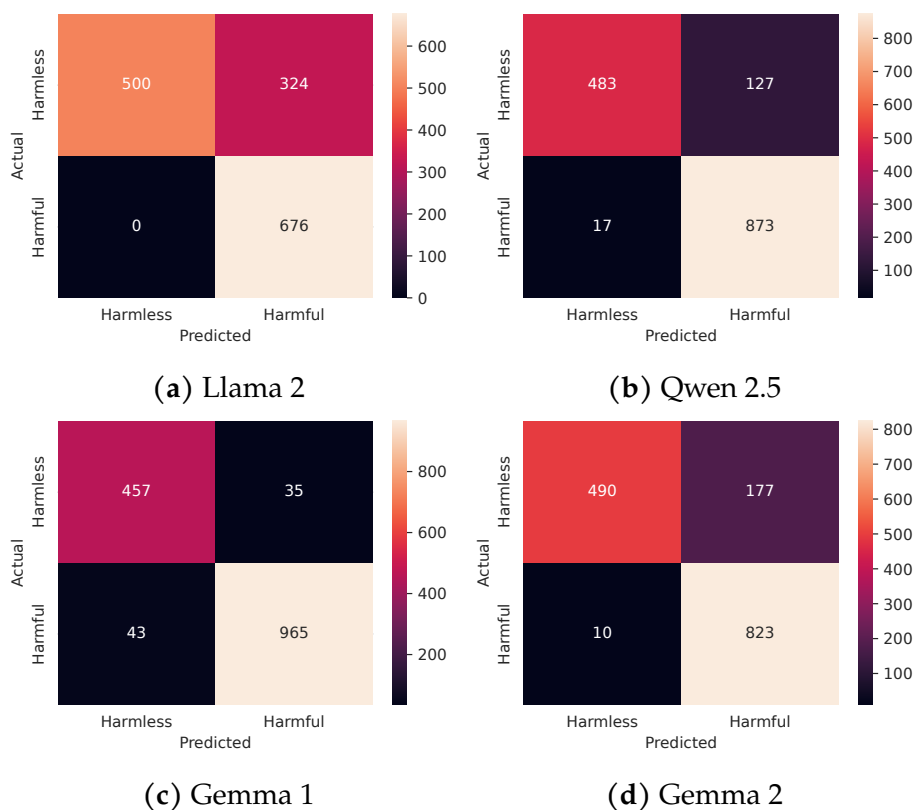 Harmless
500
324
Actual
Harmful
0
676
Harmless
Harmful
Predicted
600
500
400
300
200
100
0
(a) Llama 2
Harmless
483
127
Actual
Harmful
17
873
Harmless
Harmful
Predicted
800
700
600
500
400
300
200
100
(b) Qwen 2.5
Harmless
457
35
Actual
Harmful
43
965
Harmless
Harmful
Predicted
800
600
400
200
(c) Gemma 1
Harmless
490
177
Actual
Harmful
10
823
Harmless
Harmful
Predicted
800
700
600
500
400
300
200
100
(d) Gemma 2